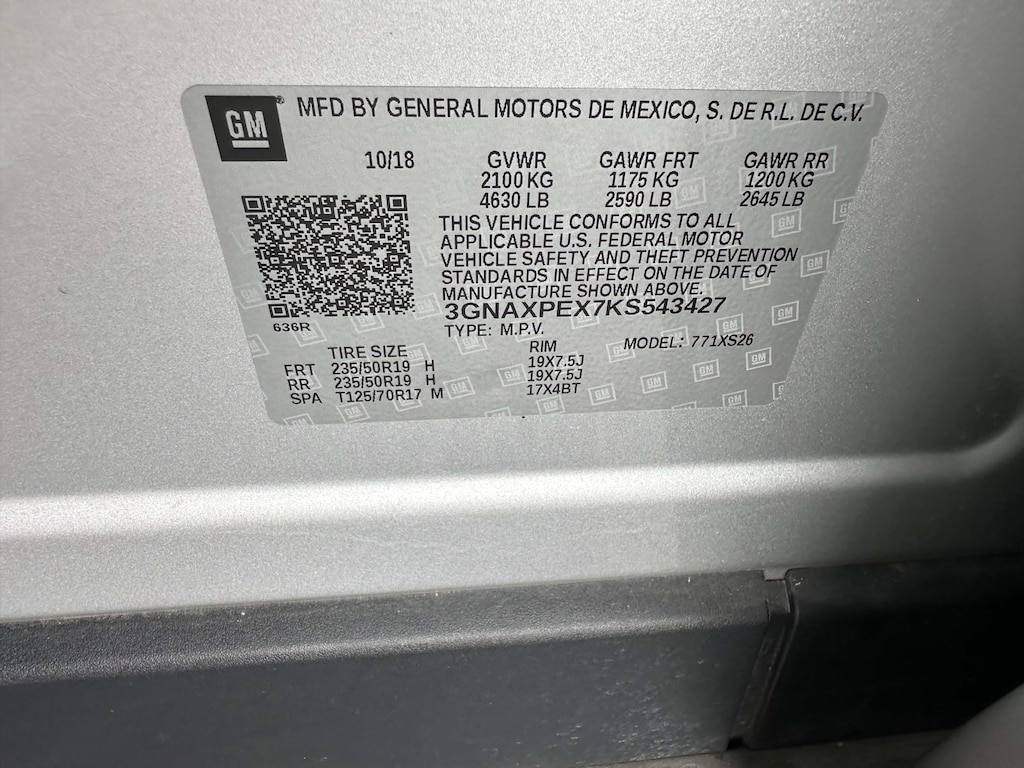 GM
MFD BY GENERAL MOTORS DE MEXICO, S. DE R.L. DE C.V.
10/18 GVWR GAWR FRT GAWR RR
2100 KG 1175 KG 1200 KG
4630 LB 2590 LB 2645 LB
THIS VEHICLE CONFORMS TO ALL
APPLICABLE U.S. FEDERAL MOTOR
VEHICLE SAFETY AND THEFT PREVENTION
STANDARDS IN EFFECT ON THE DATE OF
MANUFACTURE SHOWN ABOVE.
3GNAXPEX7KS543427
636R
TYPE: M.P.V. MODEL: 771XS26
TIRE SIZE RIM
FRT 235/50R19 H 19X7.5J
RR 235/50R19 H 19X7.5J
SPA T125/70R17 M 17X4BT